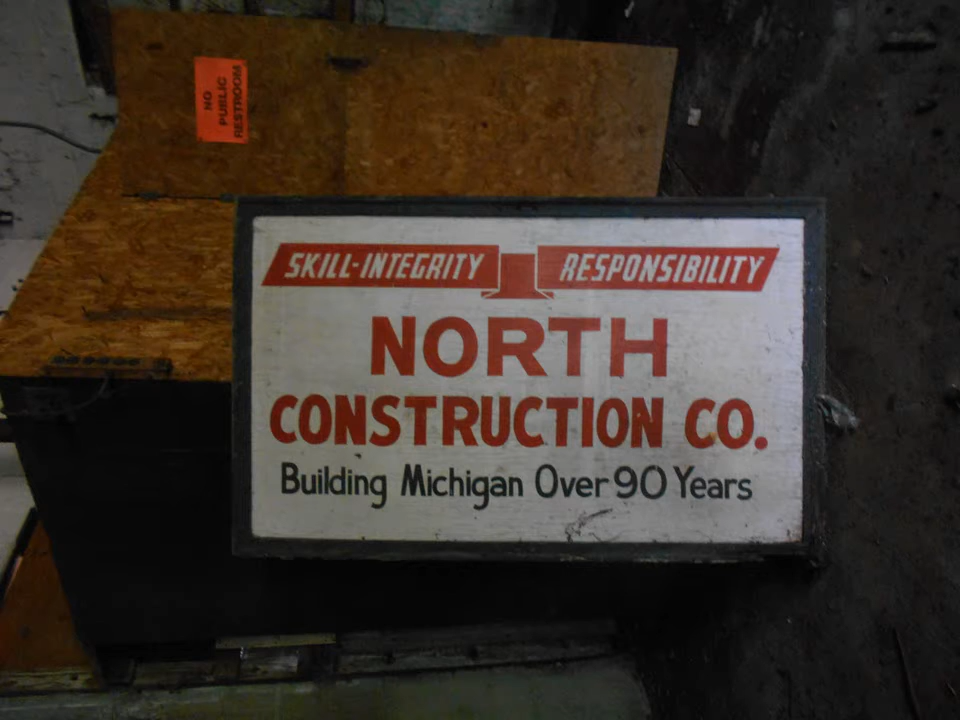 NO
PUBLIC
RESTROOM
SKILL-INTEGRITY RESPONSIBILITY
NORTH
CONSTRUCTION CO.
Building Michigan Over 90 Years